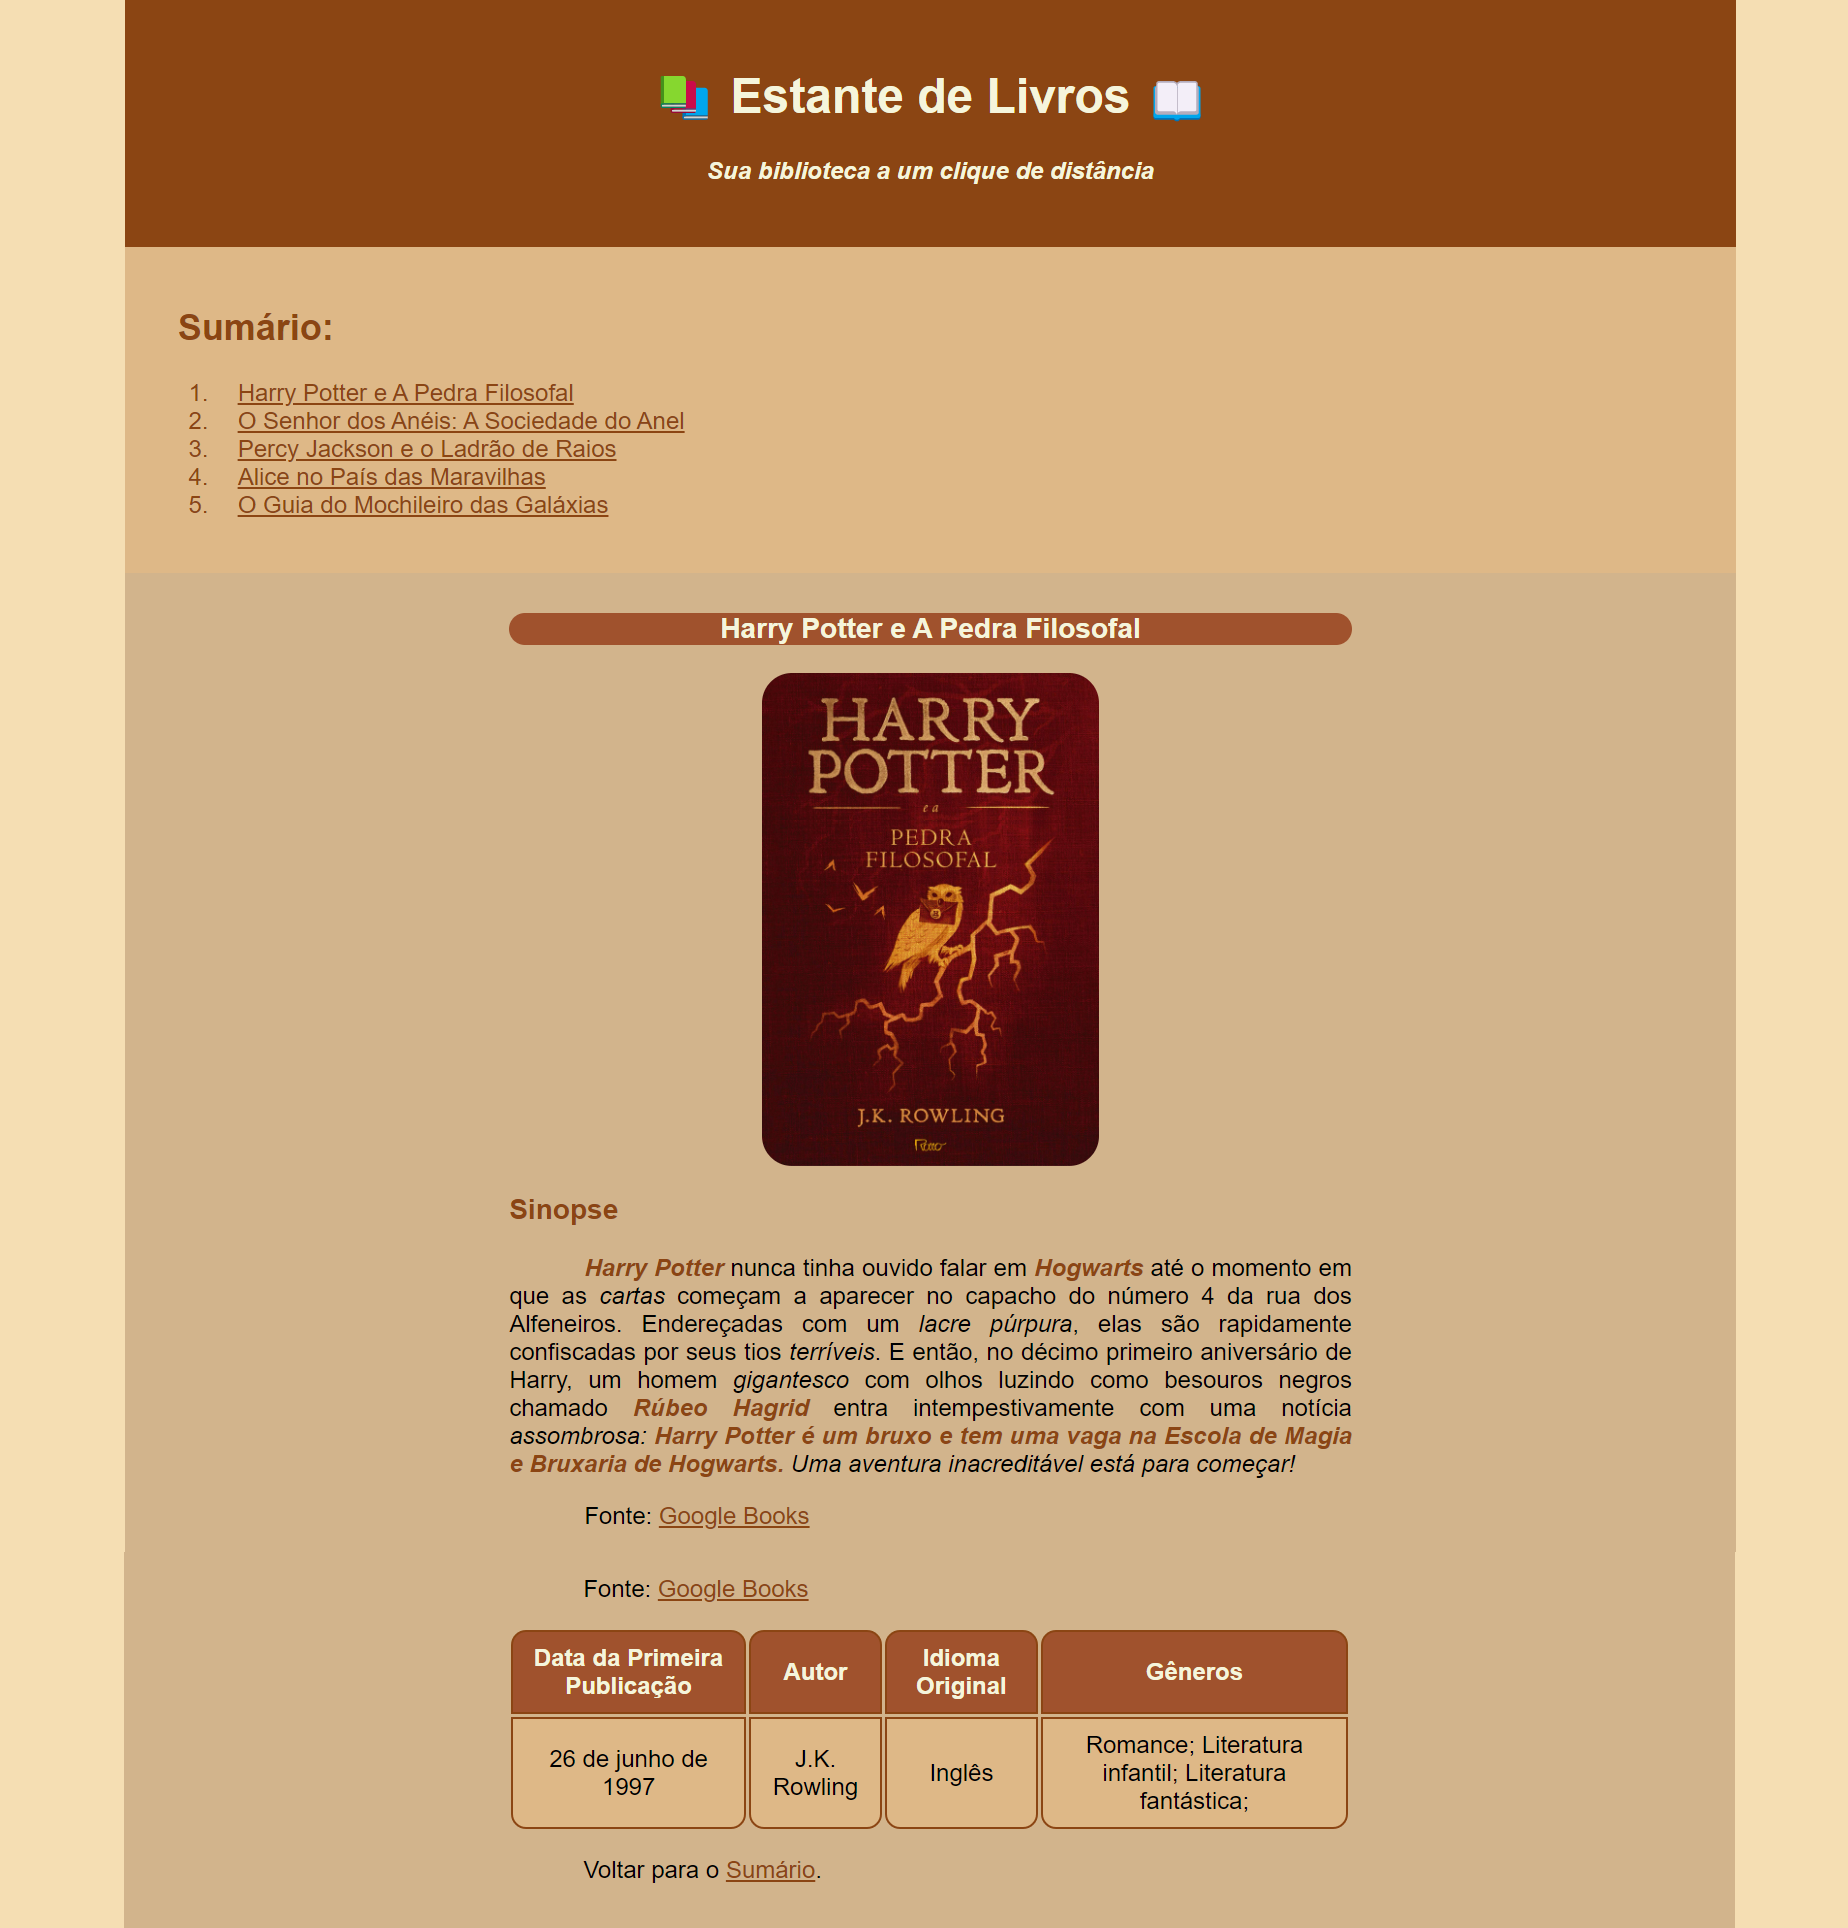 Estante de Livros
Sua biblioteca a um clique de distância
Sumário:
1. Harry Potter e A Pedra Filosofal
2. O Senhor dos Anéis: A Sociedade do Anel
3. Percy Jackson e o Ladrão de Raios
4. Alice no País das Maravilhas
5. O Guia do Mochileiro das Galáxias
Harry Potter e A Pedra Filosofal
HARRY
POTTER
e a
PEDRA
FILOSOFAL
J.K. ROWLING
Sinopse
Harry Potter nunca tinha ouvido falar em Hogwarts até o momento em
que as cartas começam a aparecer no capacho do número 4 da rua dos
Alfeneiros. Endereçadas com um lacre púrpura, elas são rapidamente
confiscadas por seus tios terríveis. E então, no décimo primeiro aniversário de
Harry, um homem gigantesco com olhos luzindo como besouros negros
chamado Rúbeo Hagrid entra intempestivamente com uma notícia
assombrosa: Harry Potter é um bruxo e tem uma vaga na Escola de Magia
e Bruxaria de Hogwarts. Uma aventura inacreditável está para começar!
Fonte: Google Books
Fonte: Google Books
Data da Primeira
Publicação
Autor
Idioma
Original
Gêneros
26 de junho de
1997
J.K.
Rowling
Inglês
Romance; Literatura
infantil; Literatura
fantástica;
Voltar para o Sumário.